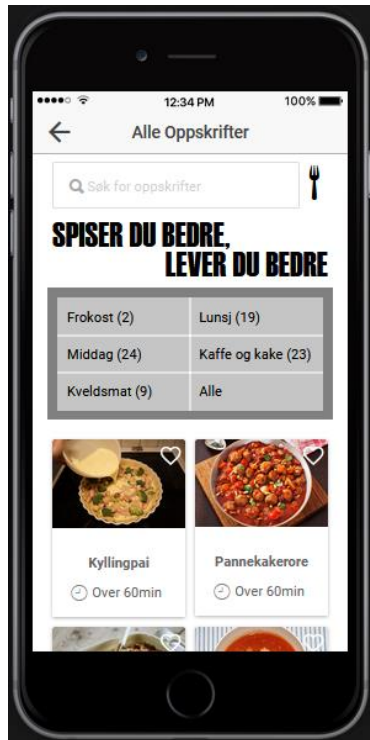 12:34 PM 100%
Alle Oppskrifter
Søk for oppskrifter
SPISER DU BEDRE,
LEVER DU BEDRE
Frokost (2) Lunsj (19)
Middag (24) Kaffe og kake (23)
Kveldsmat (9) Alle
Kyllingpai Pannekakerore
Over 60min Over 60min